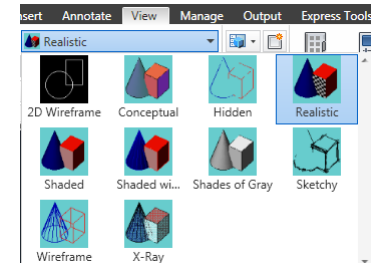 nsert Annotate View Manage Output Express Tools
Realistic
2D Wireframe Conceptual Hidden Realistic
Shaded Shaded wi... Shades of Gray Sketchy
Wireframe X-Ray